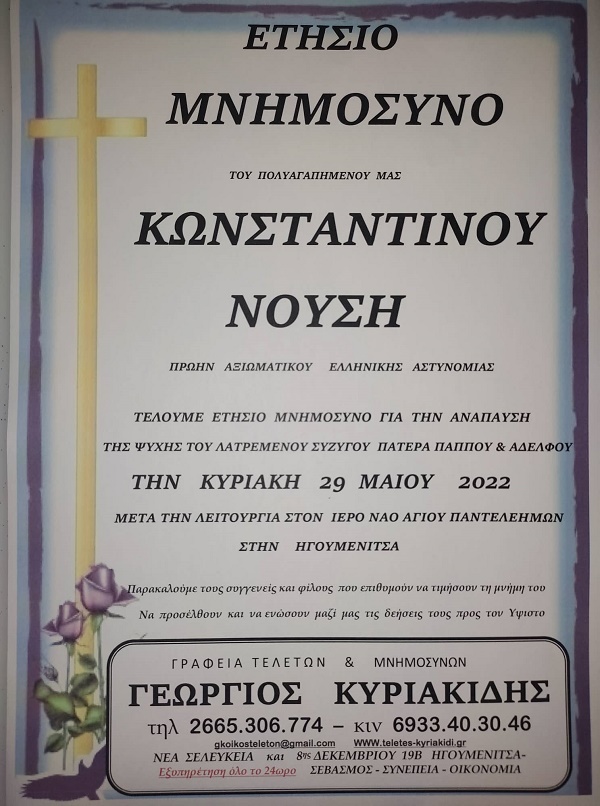 ΕΤΗΣΙΟ
ΜΝΗΜΟΣΥΝΟ
ΤΟΥ ΠΟΛΥΑΓΑΠΗΜΕΝΟΥ ΜΑΣ
ΚΩΝΣΤΑΝΤΙΝΟΥ
ΝΟΥΣΗ
ΠΡΩΗΝ ΑΞΙΩΜΑΤΙΚΟΥ ΕΛΛΗΝΙΚΗΣ ΑΣΤΥΝΟΜΙΑΣ
ΤΕΛΟΥΜΕ ΕΤΗΣΙΟ ΜΝΗΜΟΣΥΝΟ ΓΙΑ ΤΗΝ ΑΝΑΠΑΥΣΗ
ΤΗΣ ΨΥΧΗΣ ΤΟΥ ΛΑΤΡΕΜΕΝΟΥ ΣΥΖΥΓΟΥ ΠΑΤΕΡΑ ΠΑΠΠΟΥ & ΑΔΕΛΦΟΥ
ΤΗΝ ΚΥΡΙΑΚΗ 29 ΜΑΙΟΥ 2022
ΜΕΤΑ ΤΗΝ ΛΕΙΤΟΥΡΓΙΑ ΣΤΟΝ ΙΕΡΟ ΝΑΟ ΑΓΙΟΥ ΠΑΝΤΕΛΕΗΜΩΝ
ΣΤΗΝ ΗΓΟΥΜΕΝΙΤΣΑ
Παρακαλούμε τους συγγενείς και φίλους που επιθυμούν να τιμήσουν τη μνήμη του
Να προσέλθουν και να ενώσουν μαζί μας τις δεήσεις τους προς τον Υψιστο
ΓΡΑΦΕΙΑ ΤΕΛΕΤΩΝ & ΜΝΗΜΟΣΥΝΩΝ
ΓΕΩΡΓΙΟΣ ΚΥΡΙΑΚΙΔΗΣ
τηλ 2665.306.774 – κιν 6933.40.30.46
gkoikosteleton@gmail.com WWW.teletes-kyriakidi.gr
ΝΕΑ ΣΕΛΕΥΚΕΙΑ και 8ης ΔΕΚΕΜΒΡΙΟΥ 19Β ΗΓΟΥΜΕΝΙΤΣΑ-
Εξυπηρέτηση όλο το 24ωρο ΣΕΒΑΣΜΟΣ - ΣΥΝΕΠΕΙΑ - ΟΙΚΟΝΟΜΙΑ